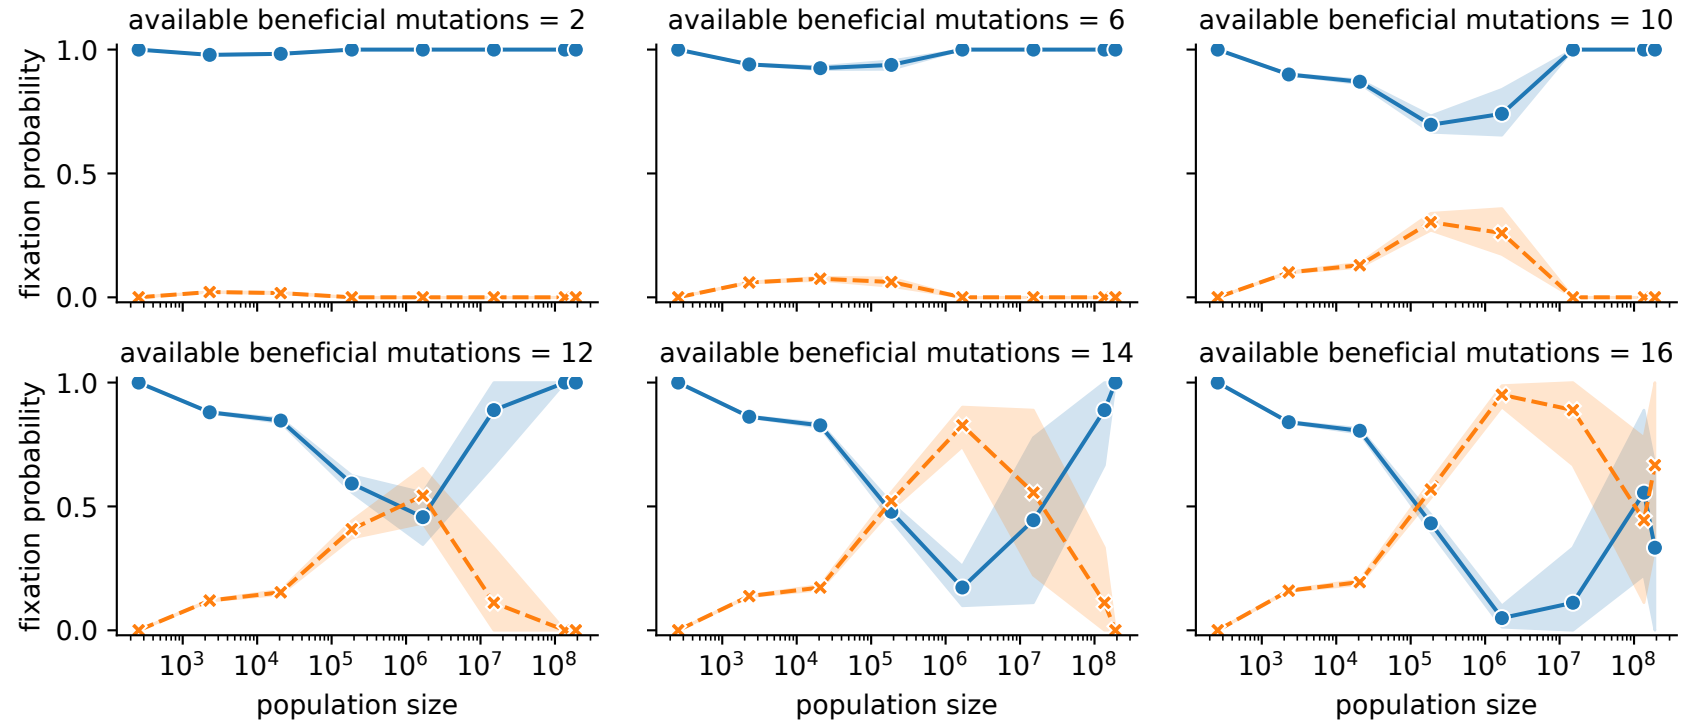 available beneficial mutations = 2
available beneficial mutations = 6
available beneficial mutations = 10
fixation probability
1.0
0.5
0.0
available beneficial mutations = 12
available beneficial mutations = 14
available beneficial mutations = 16
fixation probability
1.0
0.5
0.0
10³ 10⁴ 10⁵ 10⁶ 10⁷ 10⁸
10³ 10⁴ 10⁵ 10⁶ 10⁷ 10⁸
10³ 10⁴ 10⁵ 10⁶ 10⁷ 10⁸
population size
population size
population size